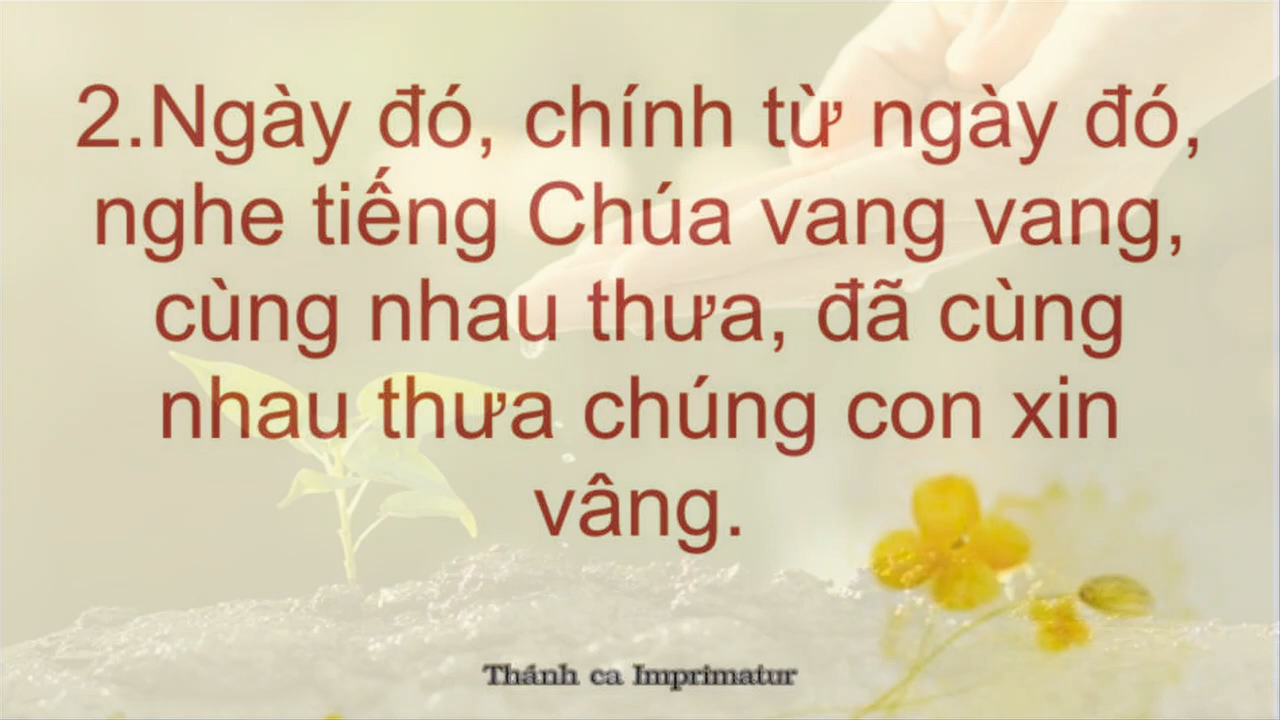 2.Ngày đó, chính từ ngày đó,
nghe tiếng Chúa vang vang,
cùng nhau thưa, đã cùng
nhau thưa chúng con xin
vâng.
Thánh ca Imprimatur